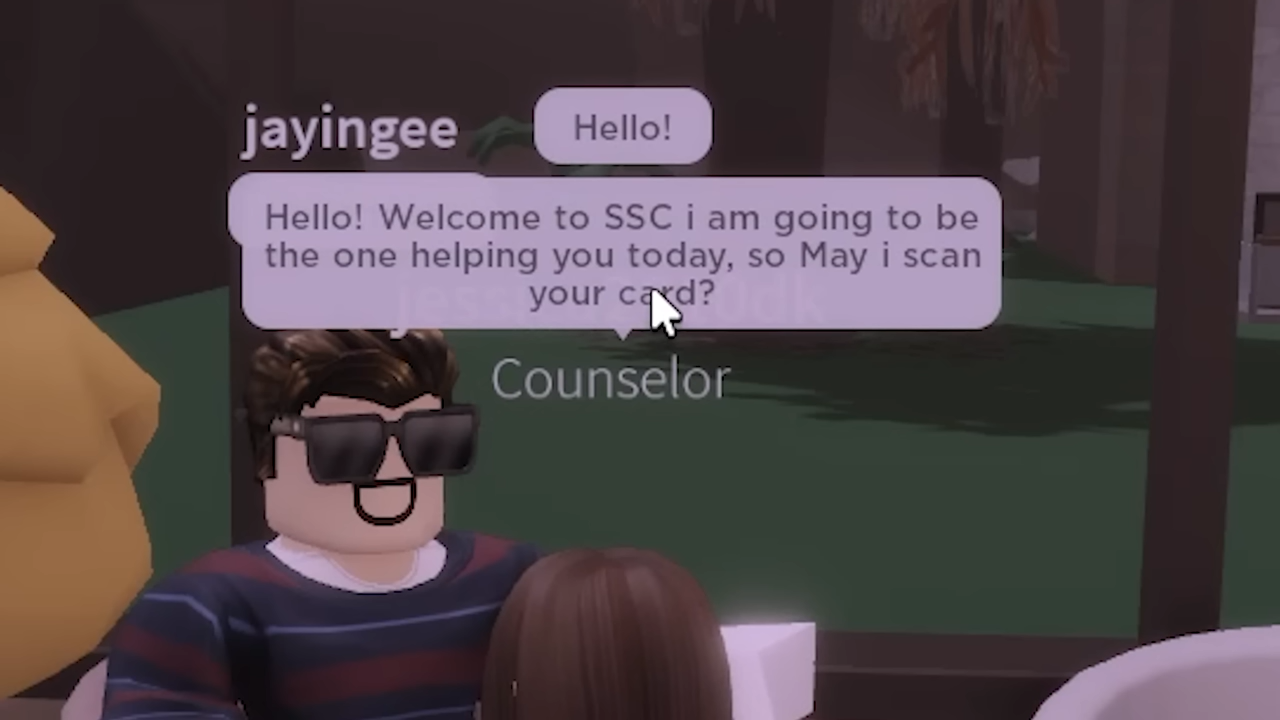 jayingee
Hello!
Hello! Welcome to SSC i am going to be
the one helping you today, so May i scan
your card?
Counselor